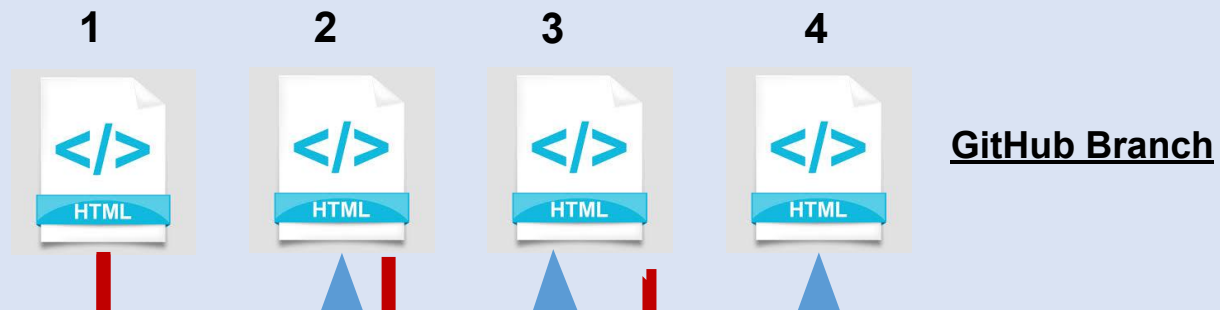 1 2 3 4
</> </> </> </>
GitHub Branch
HTML HTML HTML HTML